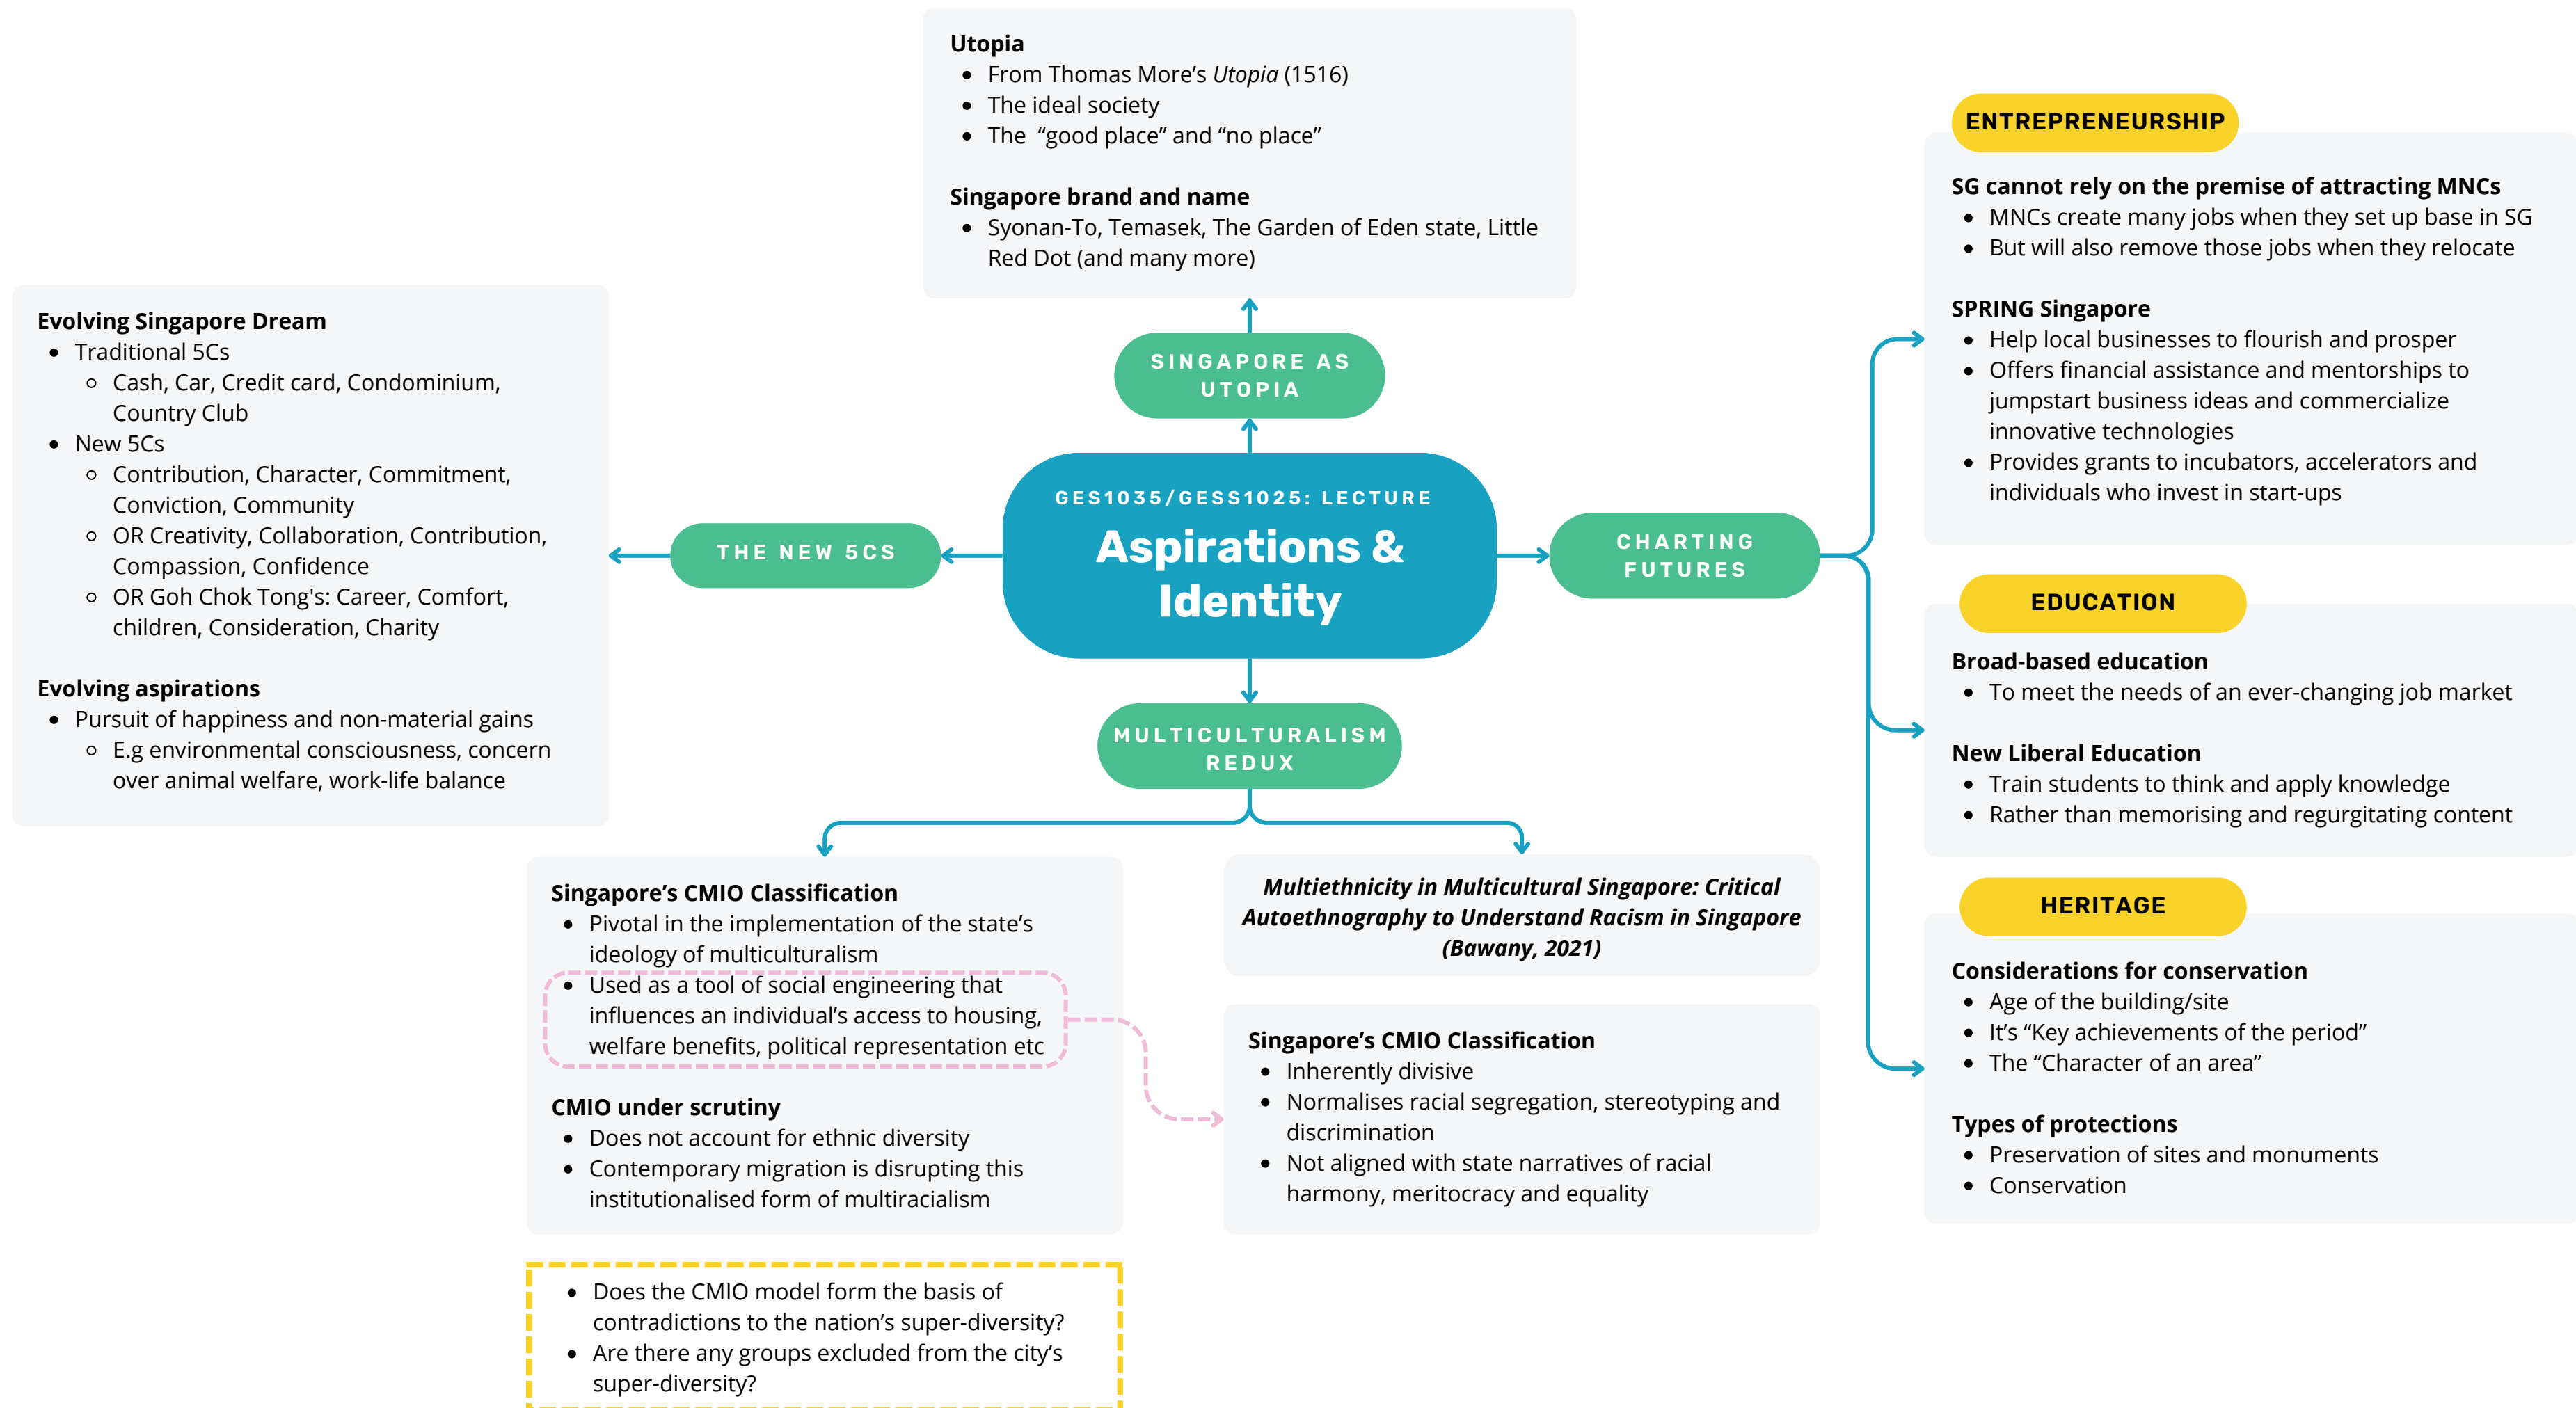 Utopia
• From Thomas More’s Utopia (1516)
• The ideal society
• The “good place” and “no place”
Singapore brand and name
• Syonan-To, Temasek, The Garden of Eden state, Little
Red Dot (and many more)
SINGAPORE AS
UTOPIA
GES1035/GESS1025: LECTURE
Aspirations &
Identity
THE NEW 5CS
Evolving Singapore Dream
• Traditional 5Cs
○ Cash, Car, Credit card, Condominium,
Country Club
• New 5Cs
○ Contribution, Character, Commitment,
Conviction, Community
○ OR Creativity, Collaboration, Contribution,
Compassion, Confidence
○ OR Goh Chok Tong's: Career, Comfort,
children, Consideration, Charity
Evolving aspirations
• Pursuit of happiness and non-material gains
○ E.g environmental consciousness, concern
over animal welfare, work-life balance
CHARTING
FUTURES
ENTREPRENEURSHIP
SG cannot rely on the premise of attracting MNCs
• MNCs create many jobs when they set up base in SG
• But will also remove those jobs when they relocate
SPRING Singapore
• Help local businesses to flourish and prosper
• Offers financial assistance and mentorships to
jumpstart business ideas and commercialize
innovative technologies
• Provides grants to incubators, accelerators and
individuals who invest in start-ups
EDUCATION
Broad-based education
• To meet the needs of an ever-changing job market
New Liberal Education
• Train students to think and apply knowledge
• Rather than memorising and regurgitating content
HERITAGE
Considerations for conservation
• Age of the building/site
• It’s “Key achievements of the period”
• The “Character of an area”
Types of protections
• Preservation of sites and monuments
• Conservation
MULTICULTURALISM
REDUX
Singapore’s CMIO Classification
• Pivotal in the implementation of the state’s
ideology of multiculturalism
• Used as a tool of social engineering that
influences an individual’s access to housing,
welfare benefits, political representation etc
CMIO under scrutiny
• Does not account for ethnic diversity
• Contemporary migration is disrupting this
institutionalised form of multiracialism
• Does the CMIO model form the basis of
contradictions to the nation’s super-diversity?
• Are there any groups excluded from the city’s
super-diversity?
Multiethnicity in Multicultural Singapore: Critical
Autoethnography to Understand Racism in Singapore
(Bawany, 2021)
Singapore’s CMIO Classification
• Inherently divisive
• Normalises racial segregation, stereotyping and
discrimination
• Not aligned with state narratives of racial
harmony, meritocracy and equality